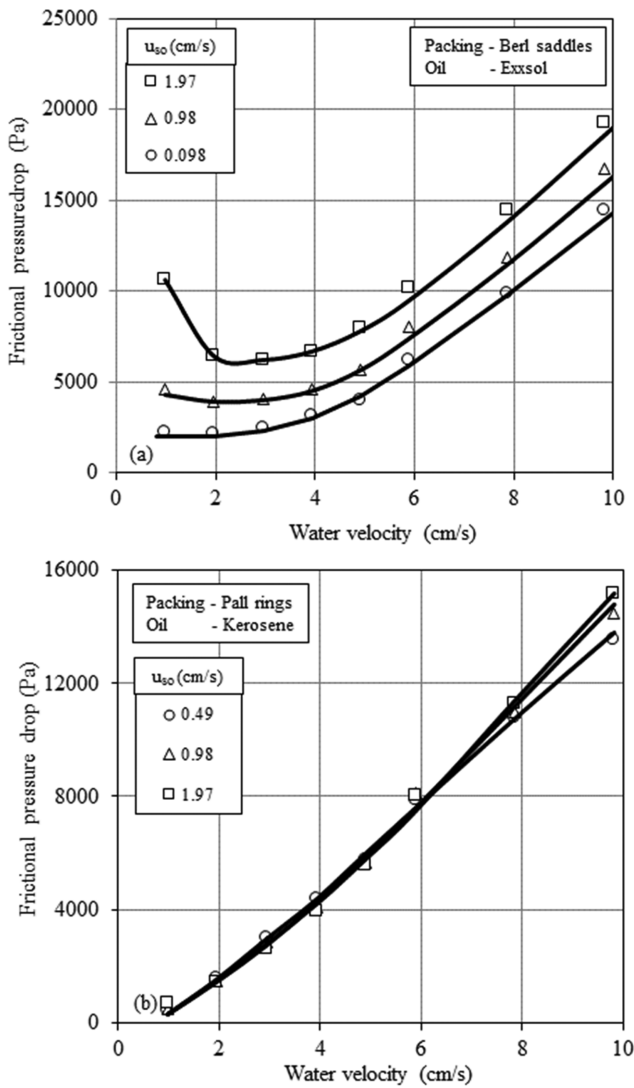 25000
20000
15000
10000
5000
0
Frictional pressuredrop (Pa)
uso (cm/s)
1.97
0.98
0.098
Packing - Berl saddles
Oil - Exxsol
(a)
0 2 4 6 8 10
Water velocity (cm/s)
16000
12000
8000
4000
0
Frictional pressure drop (Pa)
Packing - Pall rings
Oil - Kerosene
uso (cm/s)
0.49
0.98
1.97
(b)
0 2 4 6 8 10
Water velocity (cm/s)